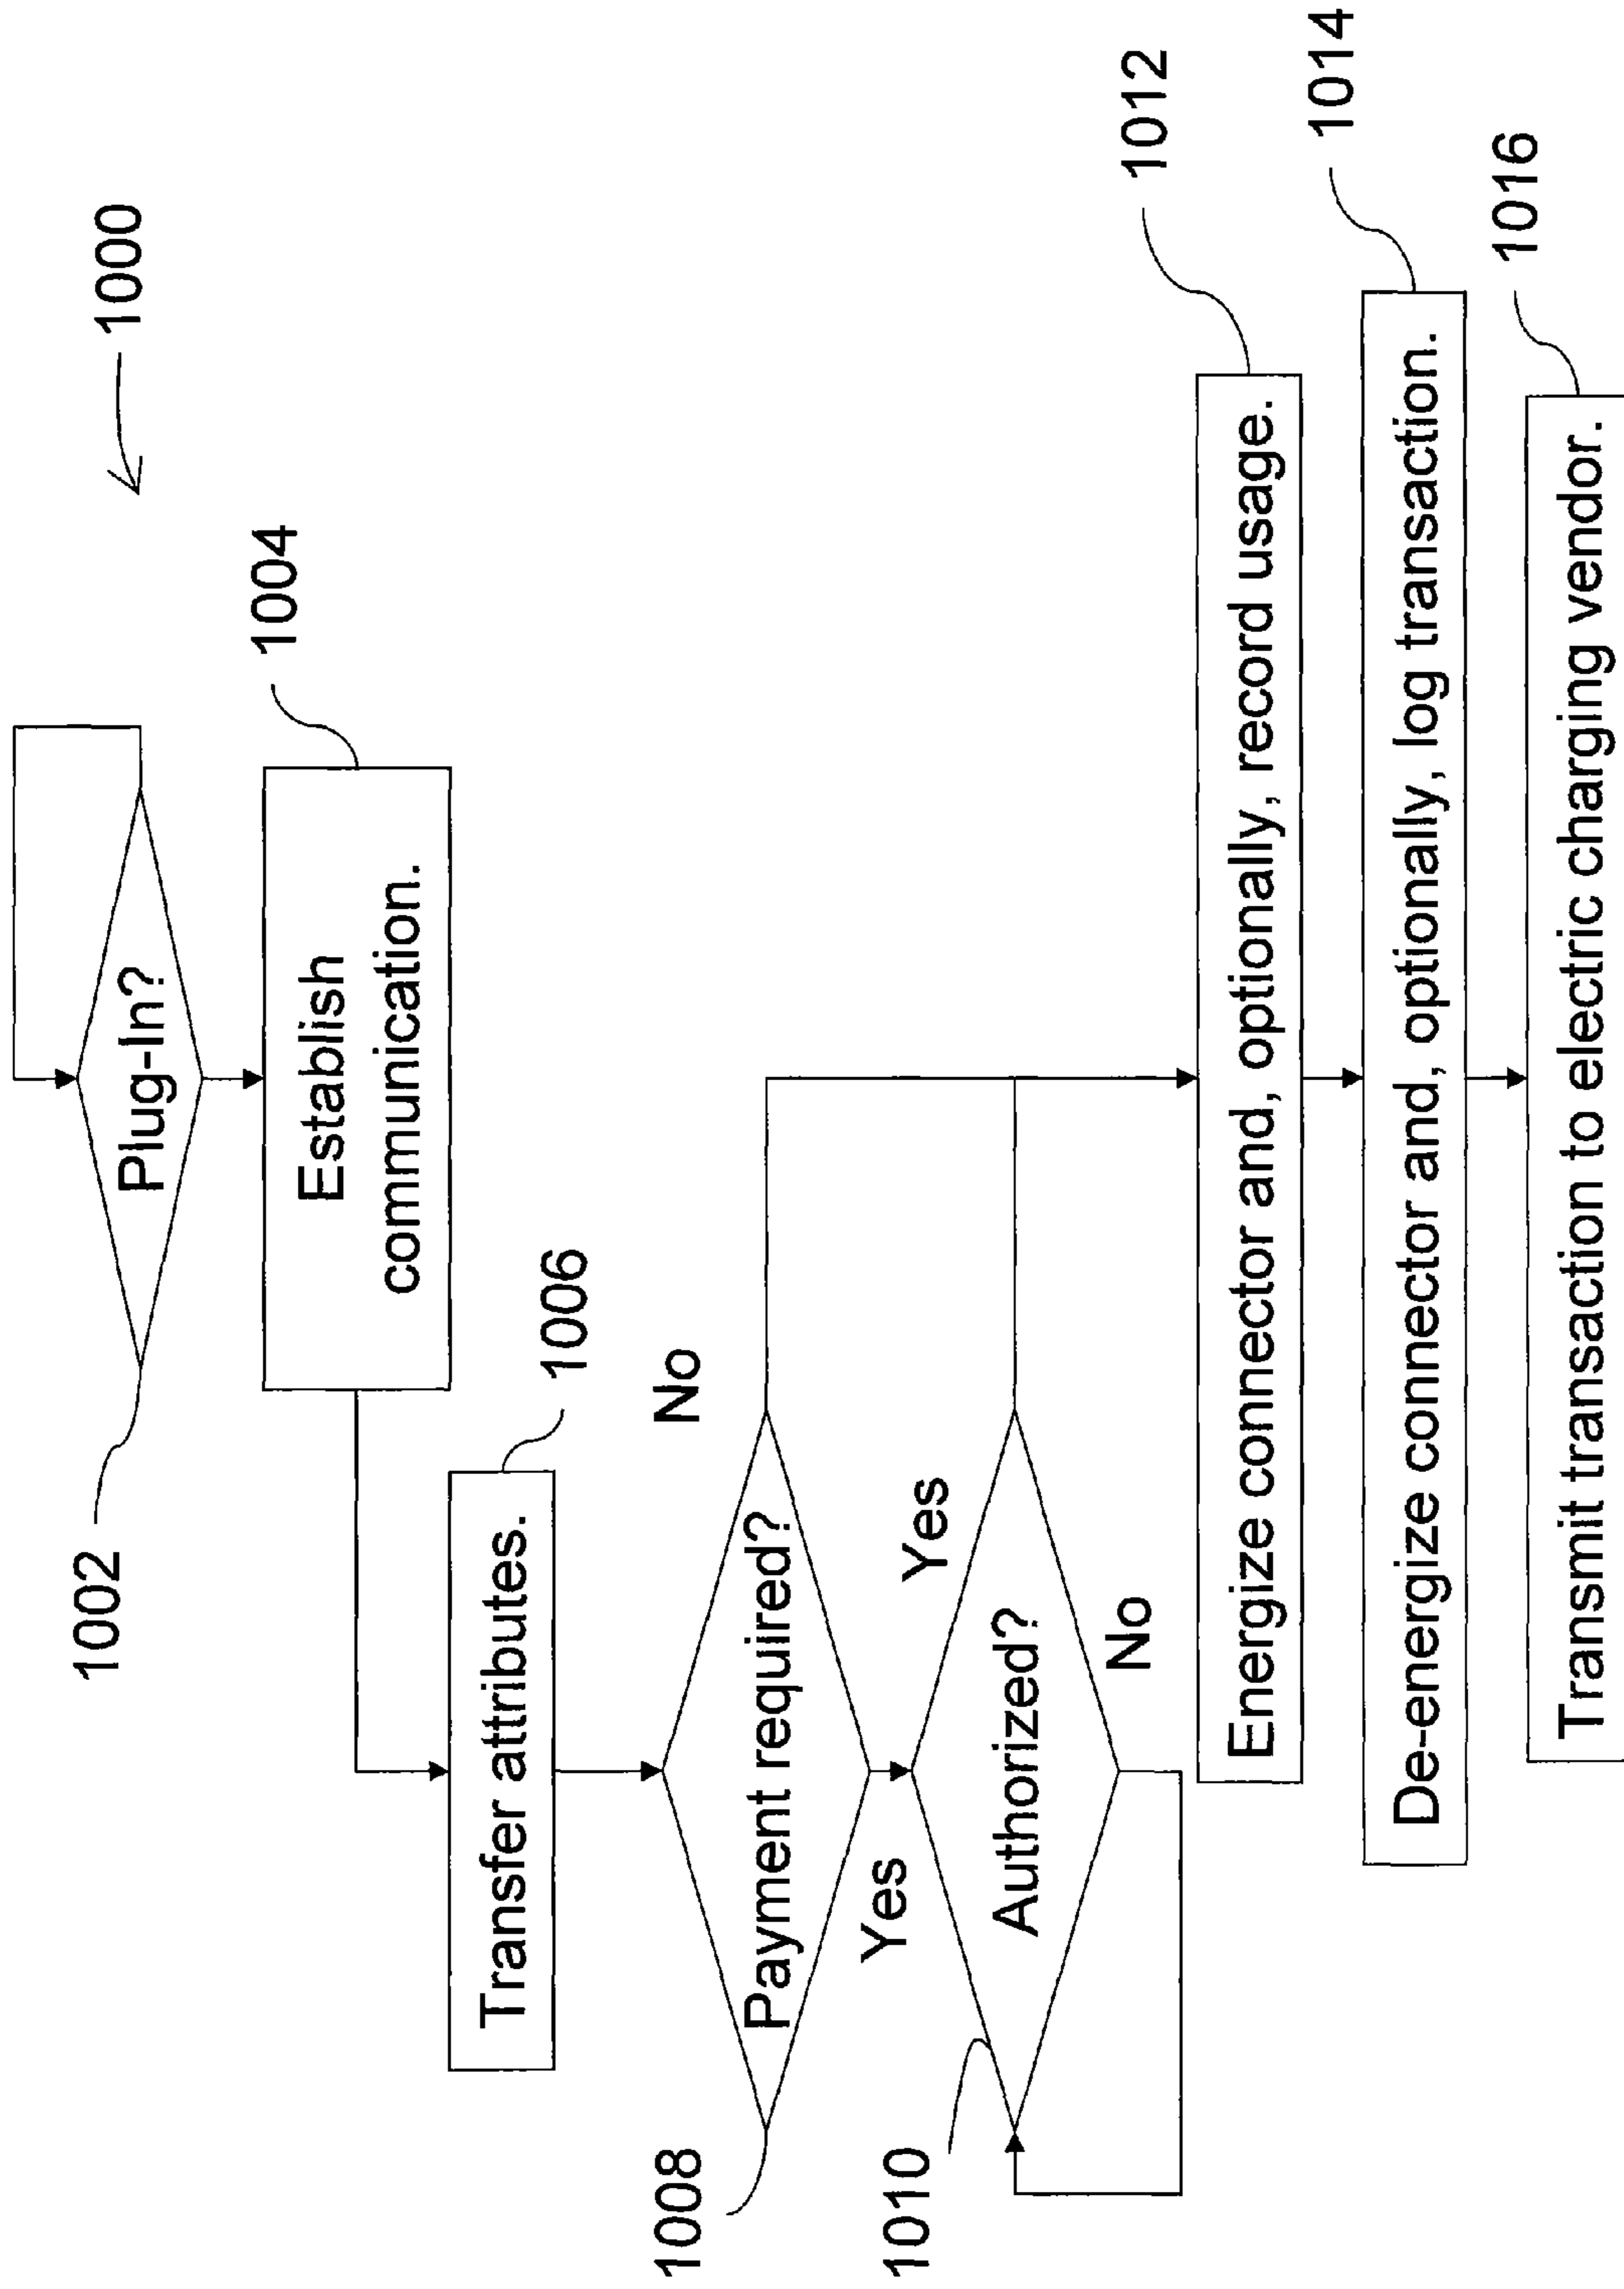 1000
1002
Plug-In?
1004
Establish
communication.
1006
Transfer attributes.
1008
Payment required?
No
Yes
1010
Authorized?
Yes
No
1012
Energize connector and, optionally, record usage.
1014
De-energize connector and, optionally, log transaction.
1016
Transmit transaction to electric charging vendor.